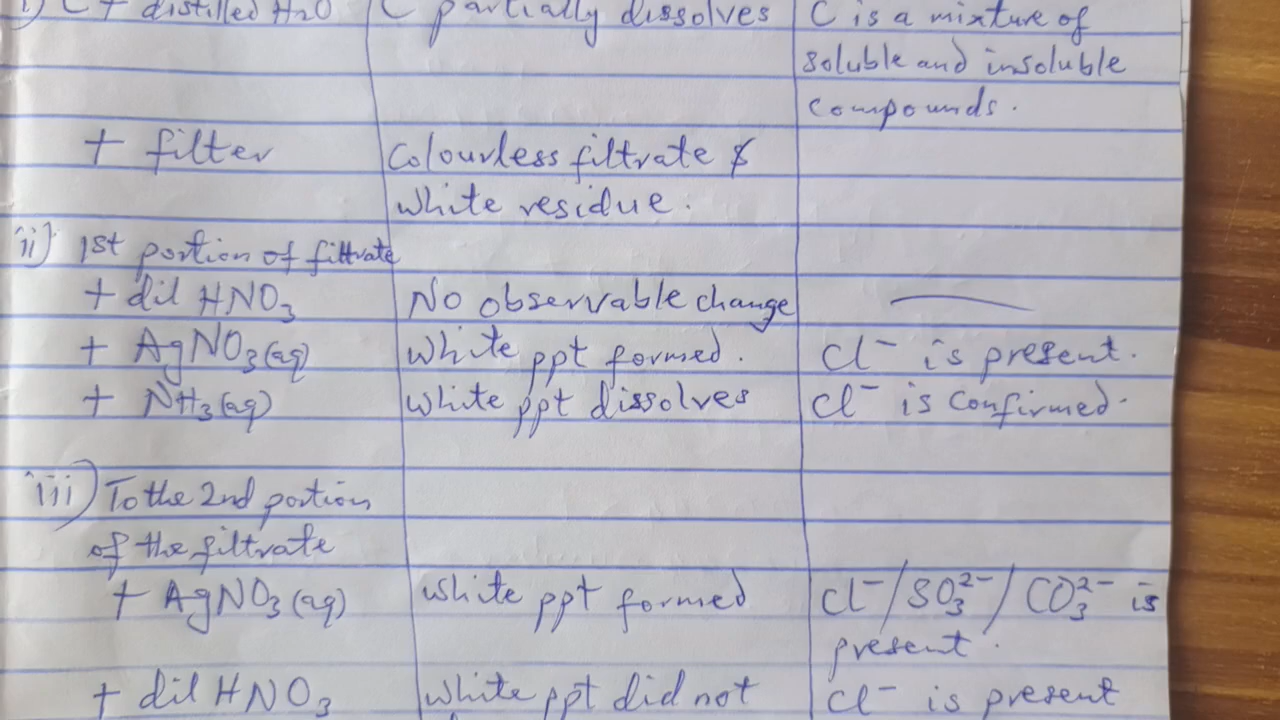 i) C + distilled H2O C partially dissolves C is a mixture of
soluble and insoluble
compounds.
+ filter Colourless filtrate &
white residue.
ii) 1st portion of filtrate
+ dil HNO₃ No observable change —
+ AgNO₃(aq) White ppt formed. Cl⁻ is present.
+ NH₃(aq) White ppt dissolves Cl⁻ is confirmed.
iii) To the 2nd portion
of the filtrate
+ AgNO₃(aq) White ppt formed Cl⁻/SO₃²⁻/CO₃²⁻ is
present.
+ dil HNO₃ White ppt did not Cl⁻ is present